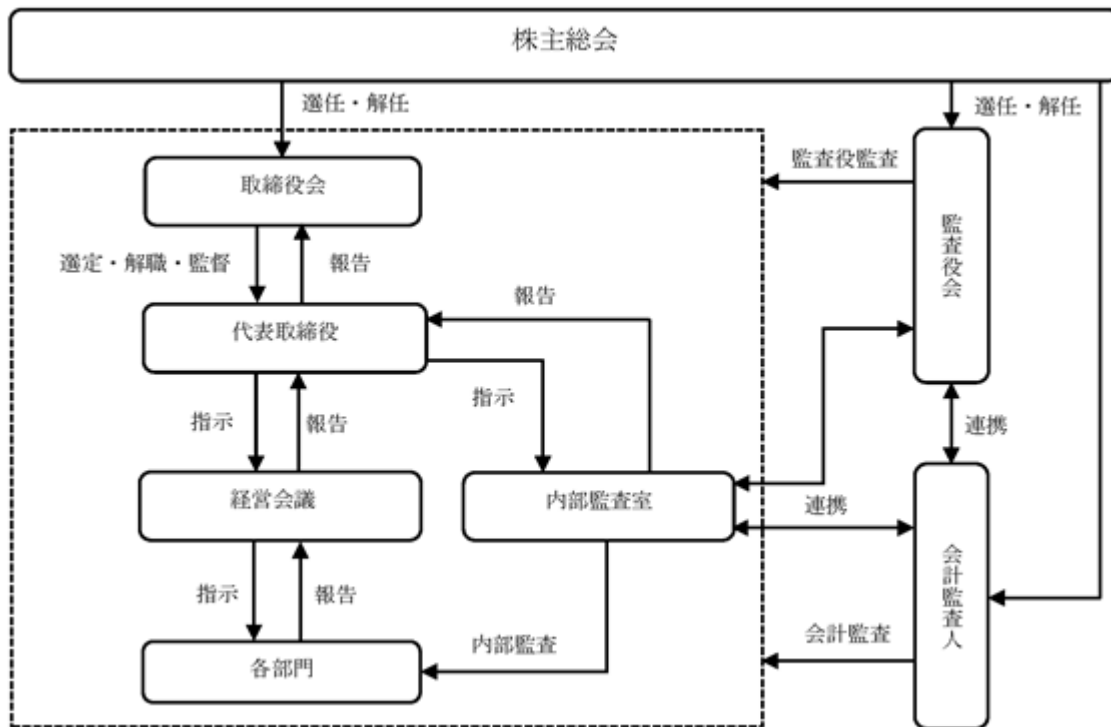 株主総会
選任・解任
選任・解任
監査役監査
取締役会
監査役会
選定・解職・監督
報告
報告
代表取締役
指示
報告
指示
連携
経営会議
内部監査室
連携
会計監査人
指示
報告
会計監査
内部監査
各部門